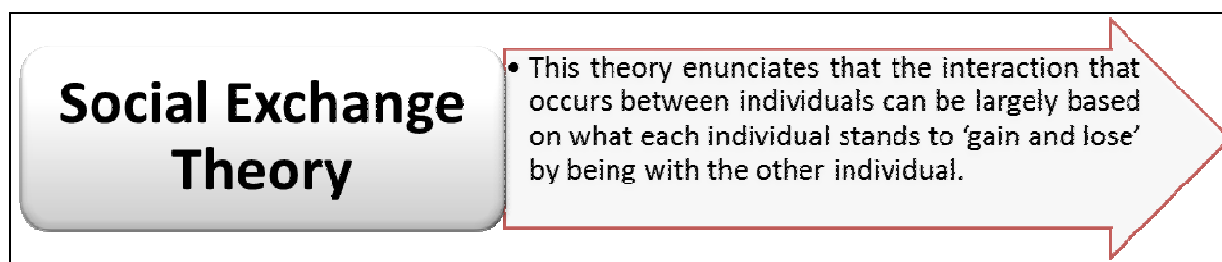 Social Exchange
Theory
• This theory enunciates that the interaction that
occurs between individuals can be largely based
on what each individual stands to ‘gain and lose’
by being with the other individual.